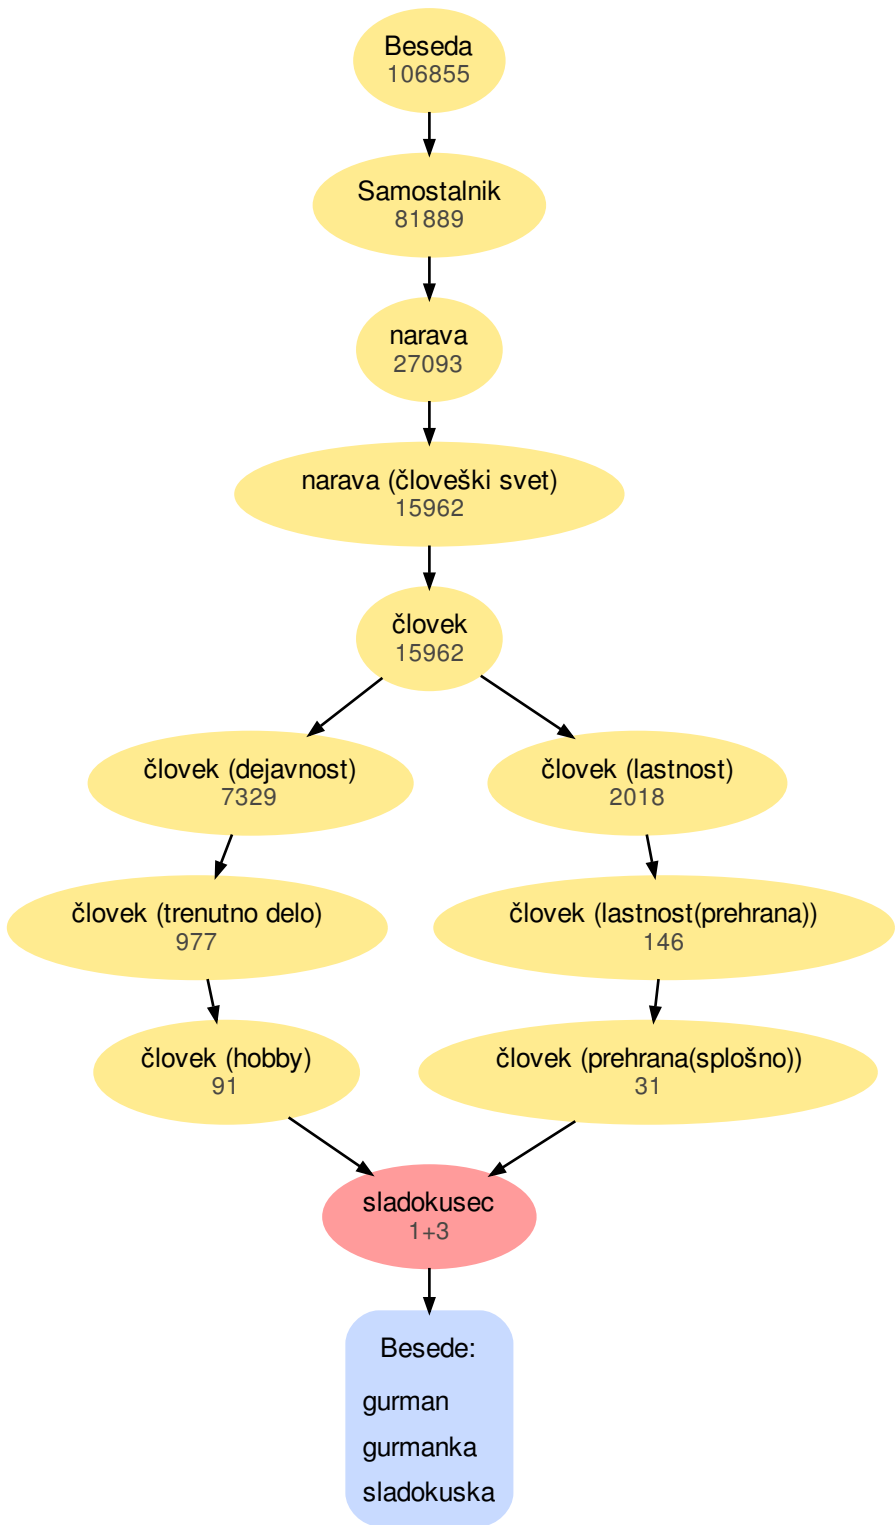 Beseda
106855
Samostalnik
81889
narava
27093
narava (človeški svet)
15962
človek
15962
človek (dejavnost)
7329
človek (lastnost)
2018
človek (trenutno delo)
977
človek (lastnost(prehrana))
146
človek (hobby)
91
človek (prehrana(splošno))
31
sladokusec
1+3
Besede:
gurman
gurmanka
sladokuska